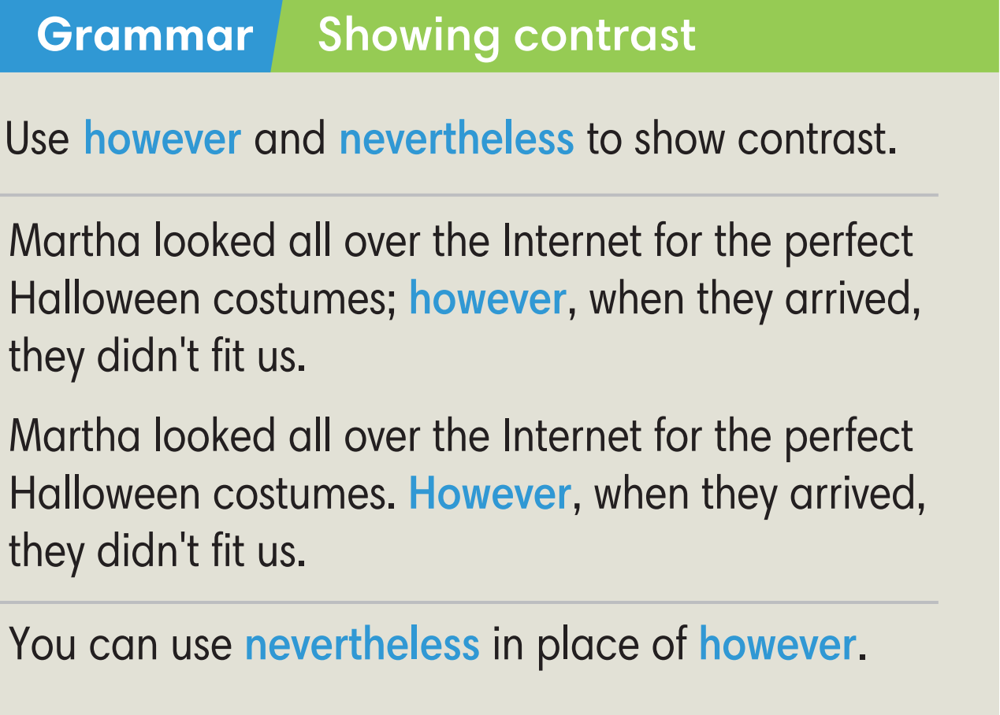 Grammar Showing contrast
Use however and nevertheless to show contrast.
Martha looked all over the Internet for the perfect
Halloween costumes; however, when they arrived,
they didn't fit us.
Martha looked all over the Internet for the perfect
Halloween costumes. However, when they arrived,
they didn't fit us.
You can use nevertheless in place of however.